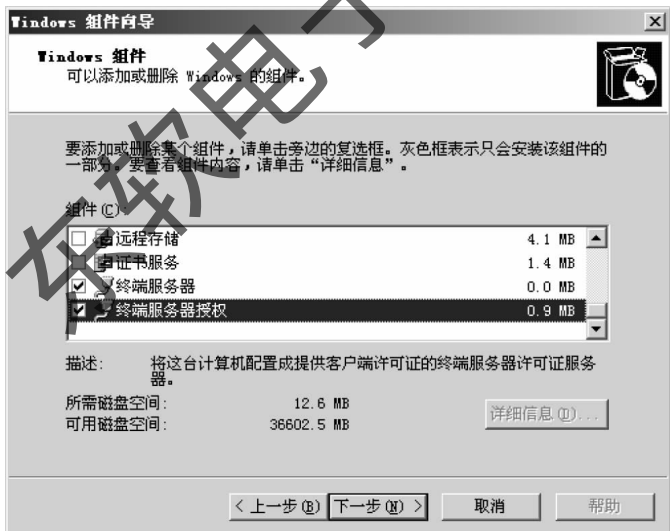 Windows 组件向导
Windows 组件
可以添加或删除 Windows 的组件。
要添加或删除某个组件，请单击旁边的复选框。灰色框表示只会安装该组件的
一部分。要查看组件内容，请单击“详细信息”。
组件(C):
远程存储 4.1 MB
证书服务 1.4 MB
终端服务器 0.0 MB
终端服务器授权 0.9 MB
描述: 将这台计算机配置成提供客户端许可证的终端服务器许可证服务
器。
所需磁盘空间: 12.6 MB
可用磁盘空间: 36602.5 MB
详细信息(D)...
< 上一步(B) 下一步(N) > 取消 帮助
东软电子